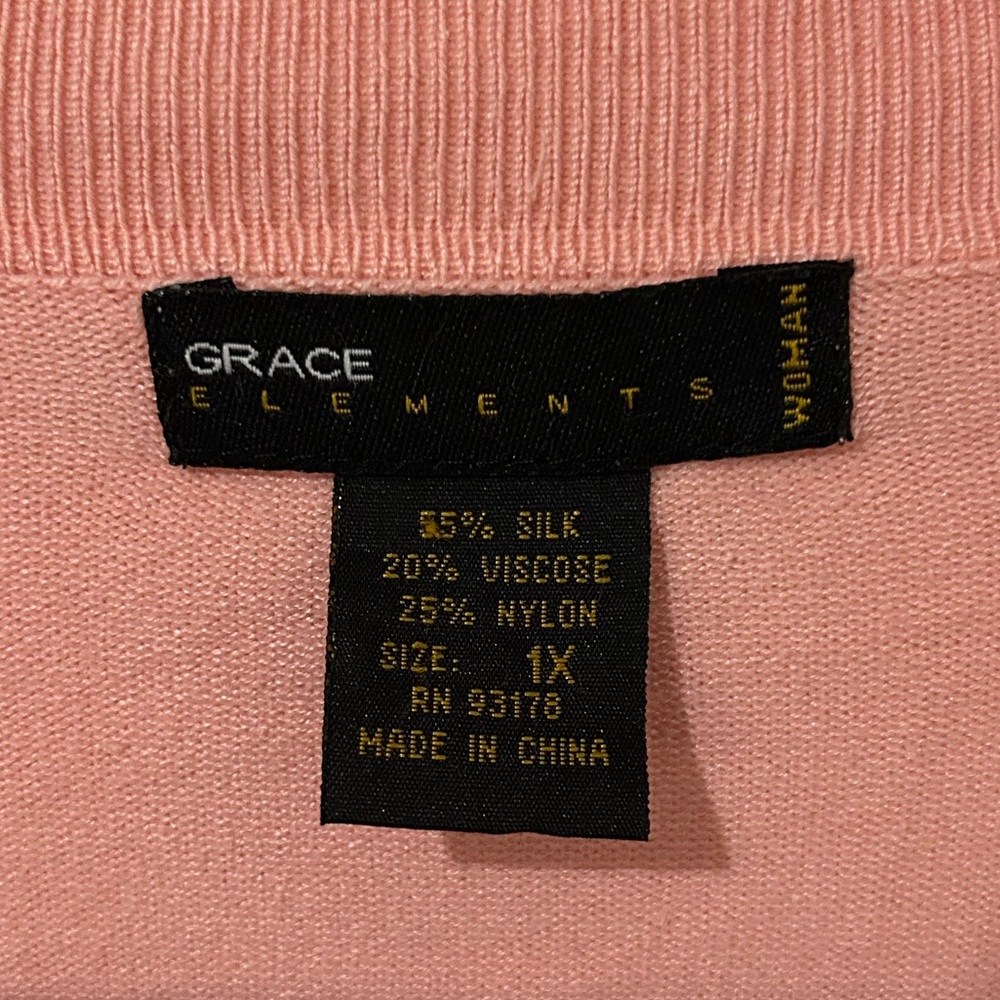 GRACE
ELEMENTS
WOMAN
55% SILK
20% VISCOSE
25% NYLON
SIZE: 1X
RN 93178
MADE IN CHINA